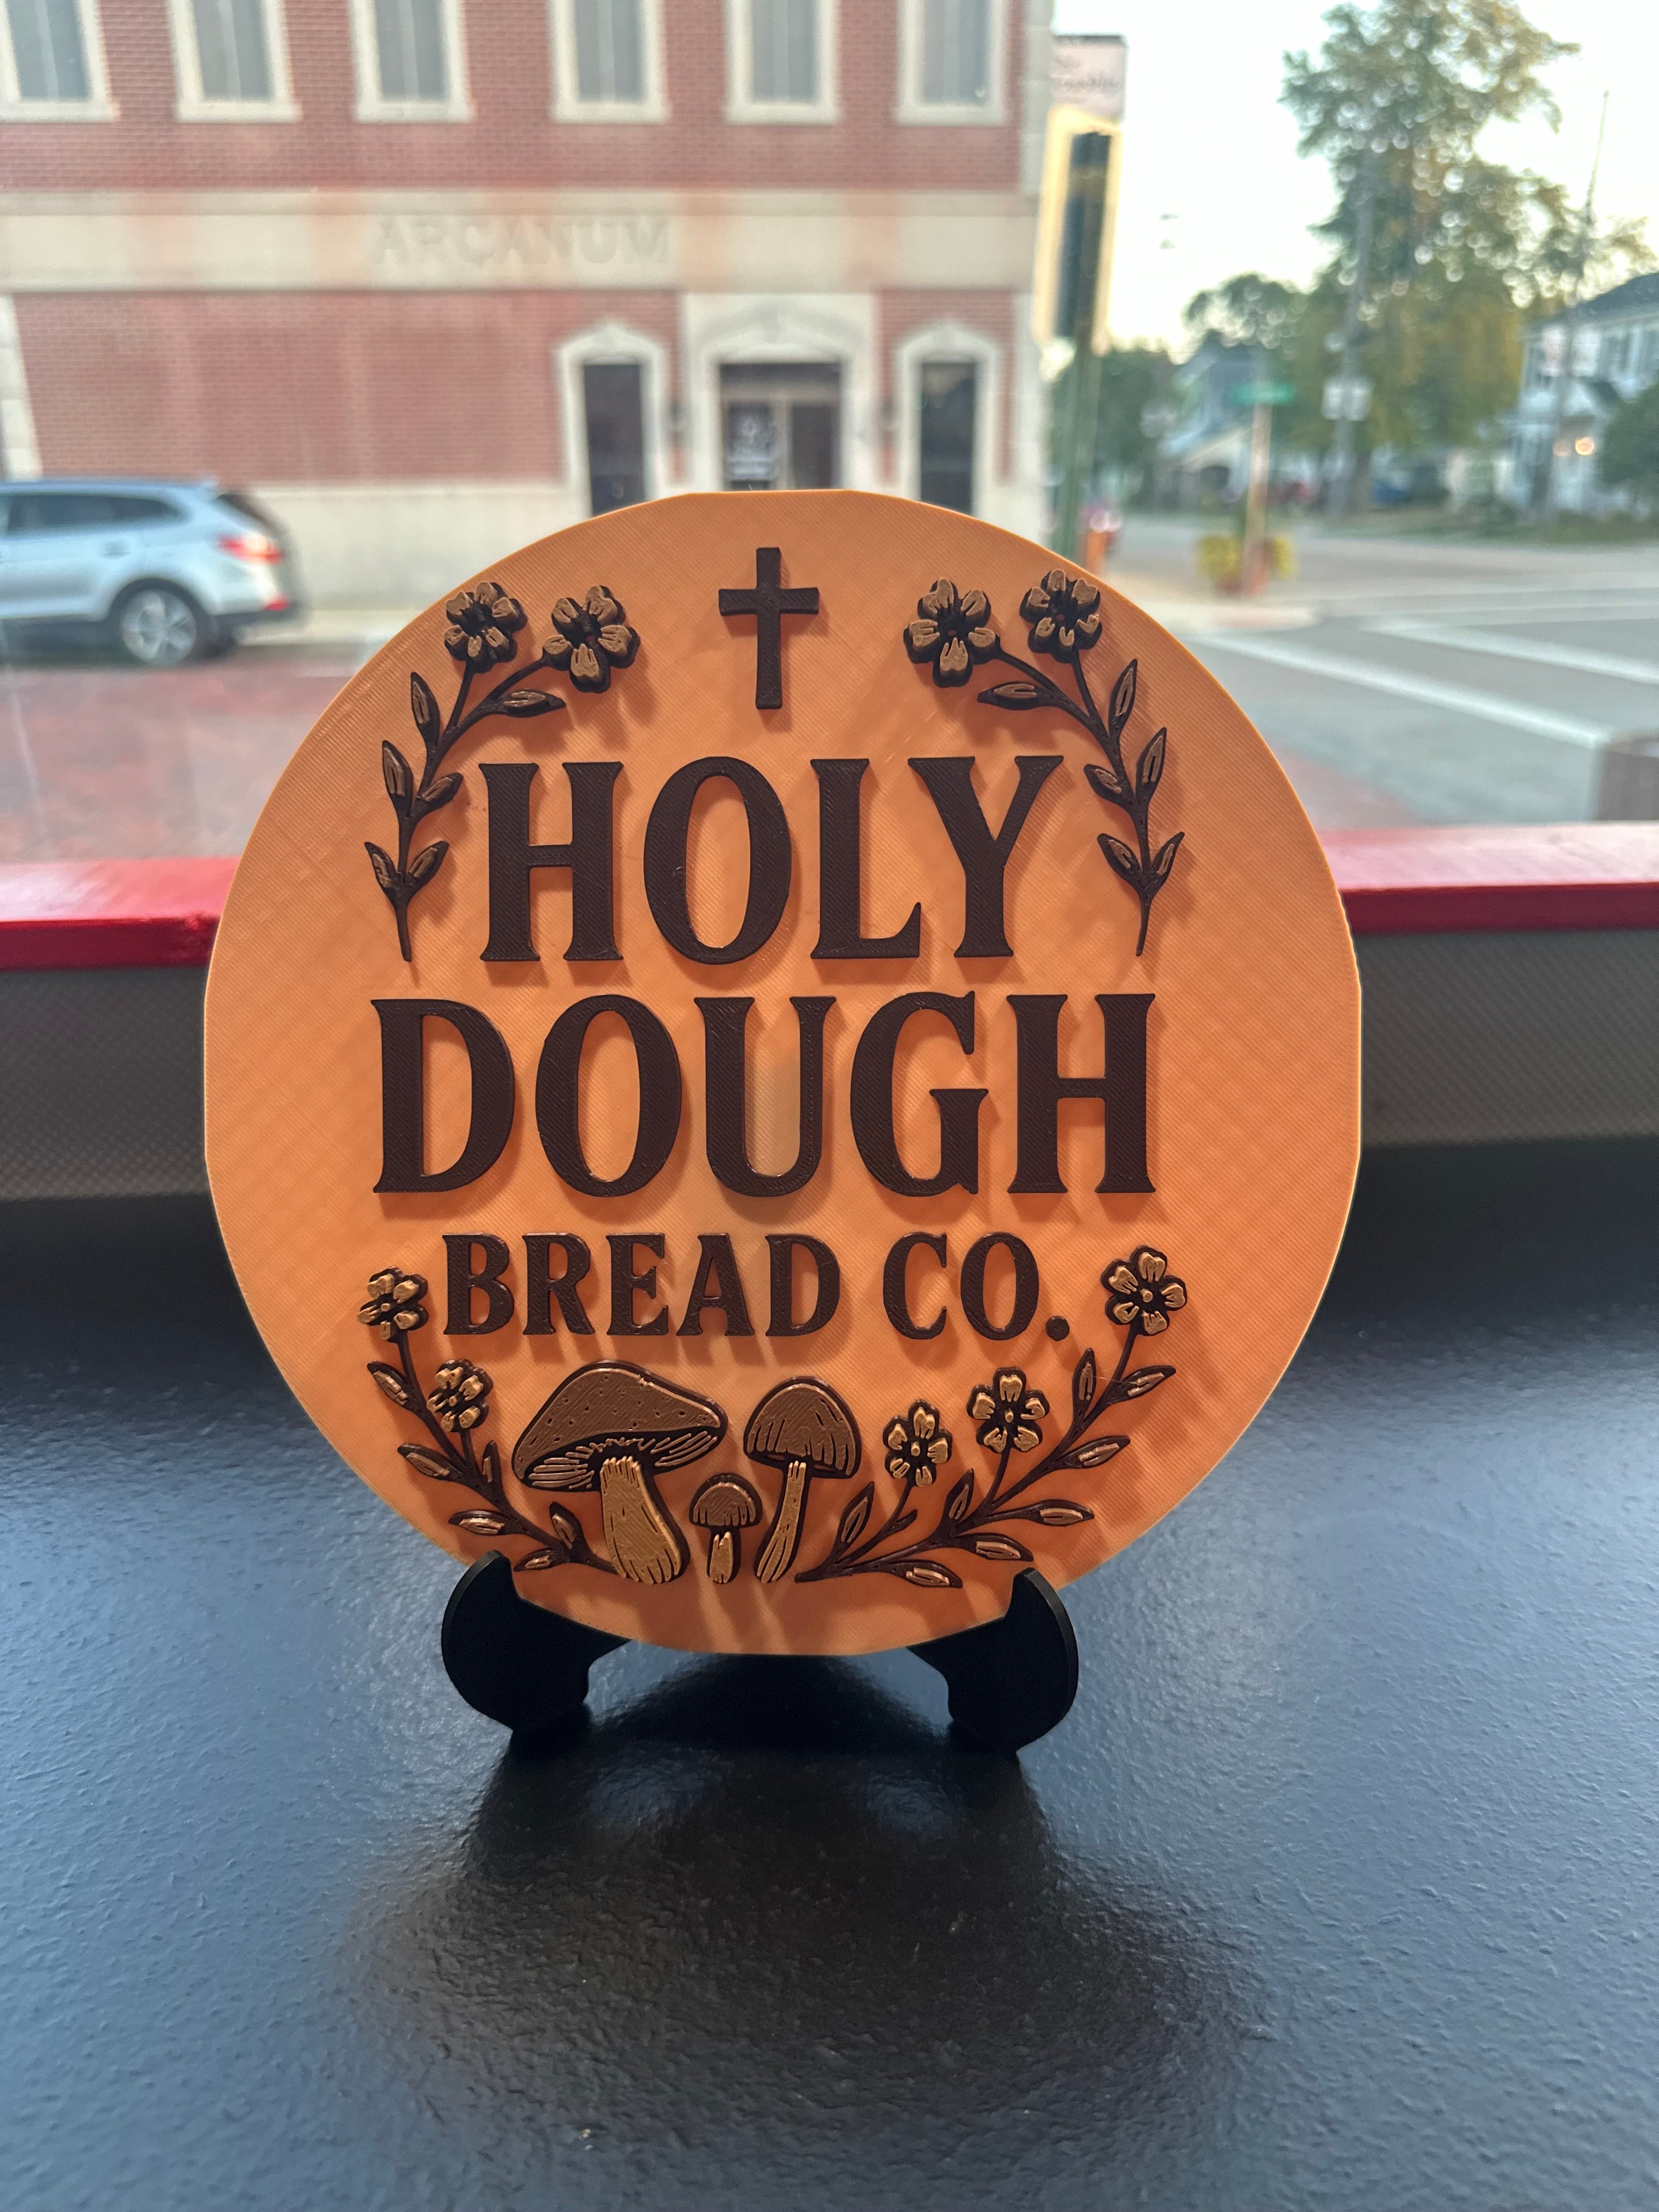 ARCANUM
HOLY
DOUGH
BREAD CO.